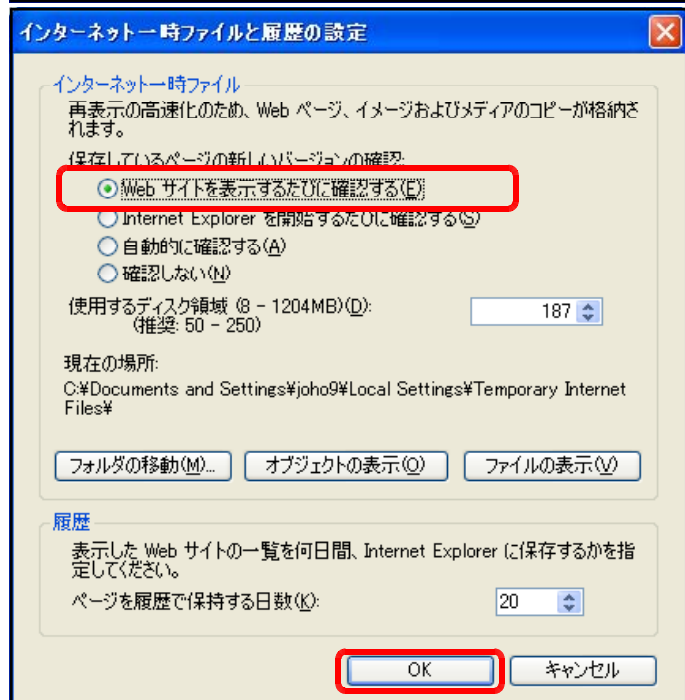 インターネット一時ファイルと履歴の設定
インターネット一時ファイル
再表示の高速化のため、Web ページ、イメージおよびメディアのコピーが格納さ
れます。
保存しているページの新しいバージョンの確認:
Web サイトを表示するたびに確認する(E)
Internet Explorer を開始するたびに確認する(S)
自動的に確認する(A)
確認しない(N)
使用するディスク領域 (8 - 1204MB)(D):
187
(推奨: 50 - 250)
現在の場所:
C:¥Documents and Settings¥joho9¥Local Settings¥Temporary Internet
Files¥
フォルダの移動(M)... オブジェクトの表示(O) ファイルの表示(V)
履歴
表示した Web サイトの一覧を何日間、Internet Explorer に保存するかを指
定してください。
ページを履歴で保持する日数(K): 20
OK キャンセル